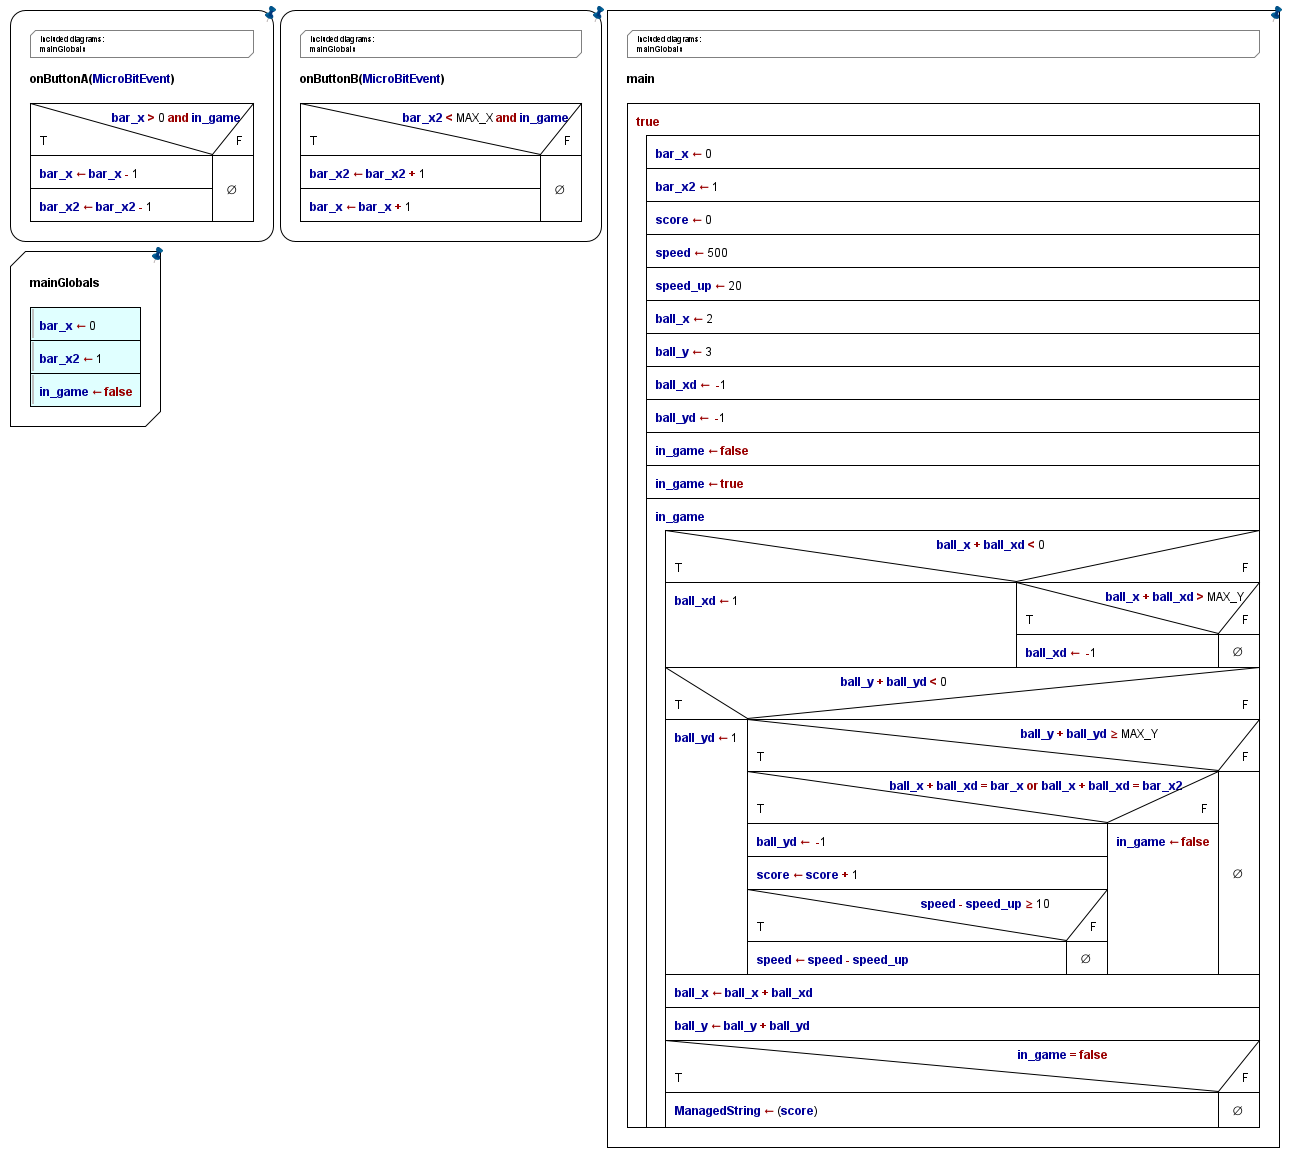 Included diagrams:
mainGlobals
onButtonA(MicroBitEvent)
bar_x > 0 and in_game
T
F
bar_x ← bar_x - 1
∅
bar_x2 ← bar_x2 - 1
Included diagrams:
mainGlobals
onButtonB(MicroBitEvent)
bar_x2 < MAX_X and in_game
T
F
bar_x2 ← bar_x2 + 1
∅
bar_x ← bar_x + 1
mainGlobals
bar_x ← 0
bar_x2 ← 1
in_game ← false
Included diagrams:
mainGlobals
main
true
bar_x ← 0
bar_x2 ← 1
score ← 0
speed ← 500
speed_up ← 20
ball_x ← 2
ball_y ← 3
ball_xd ← -1
ball_yd ← -1
in_game ← false
in_game ← true
in_game
ball_x + ball_xd < 0
T
F
ball_xd ← 1
ball_x + ball_xd > MAX_Y
T
F
ball_xd ← -1
∅
ball_y + ball_yd < 0
T
F
ball_yd ← 1
ball_y + ball_yd ≥ MAX_Y
T
F
ball_x + ball_xd = bar_x or ball_x + ball_xd = bar_x2
T
F
ball_yd ← -1
in_game ← false
score ← score + 1
∅
speed - speed_up ≥ 10
T
F
speed ← speed - speed_up
∅
ball_x ← ball_x + ball_xd
ball_y ← ball_y + ball_yd
in_game = false
T
F
ManagedString ← (score)
∅